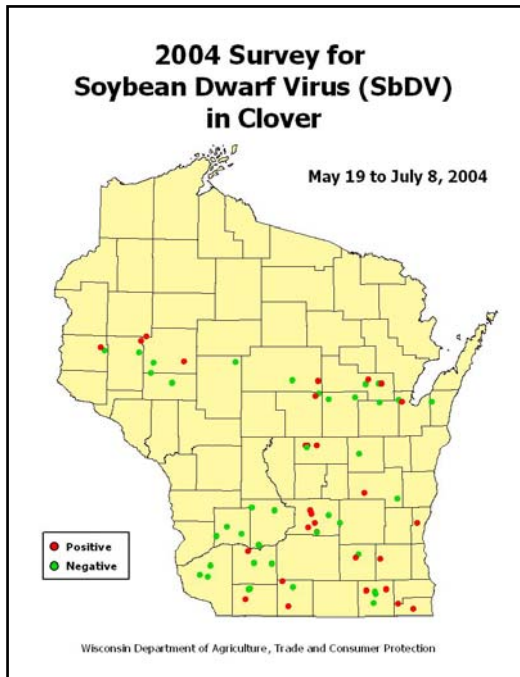 2004 Survey for
Soybean Dwarf Virus (SbDV)
in Clover
May 19 to July 8, 2004
Positive
Negative
Wisconsin Department of Agriculture, Trade and Consumer Protection